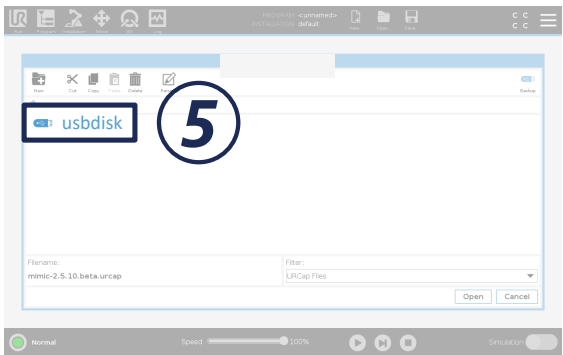 PROGRAM <unnamed>
INSTALLATION default
Run Program Installation Move I/O Log
New Open Save
C C
C C
New Cut Copy Paste Delete Rename
Backup
usbdisk
5
Filename:
mimic-2.5.10.beta.urcap
Filter:
URCap Files
Open Cancel
Normal
Speed
100%
Simulation